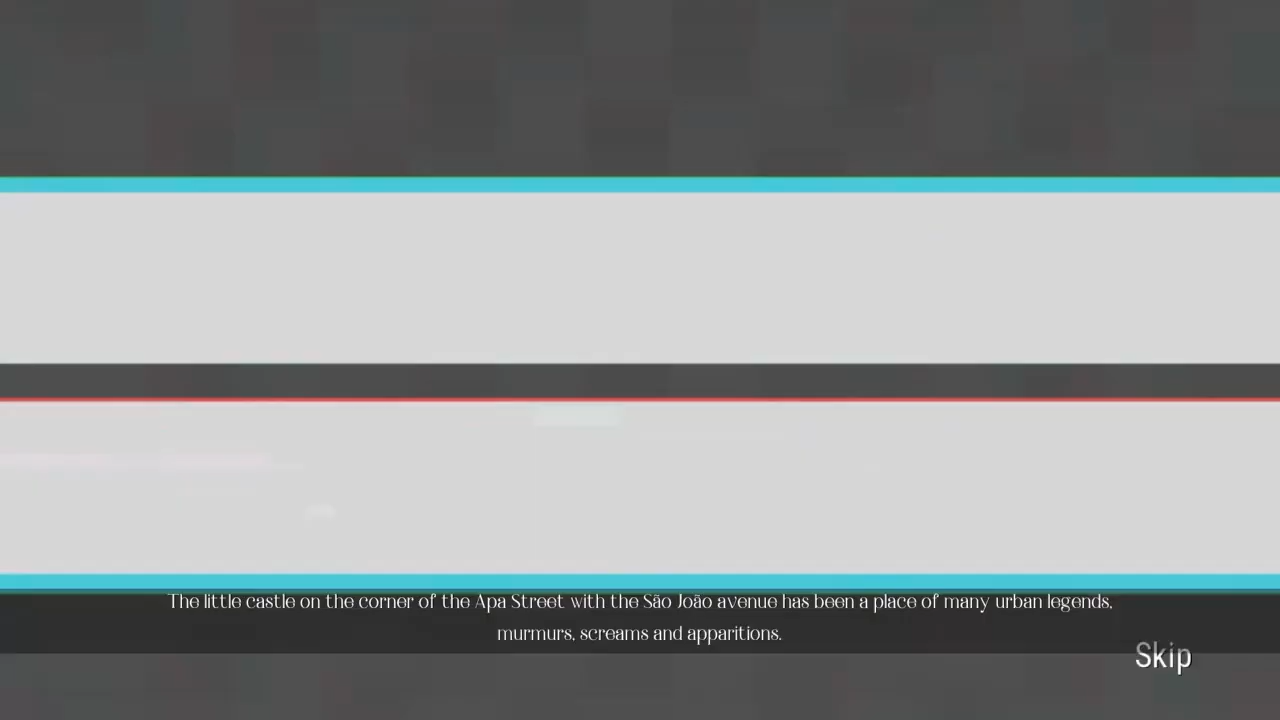 The little castle on the corner of the Apa Street with the São João avenue has been a place of many urban legends,
murmurs, screams and apparitions.
Skip